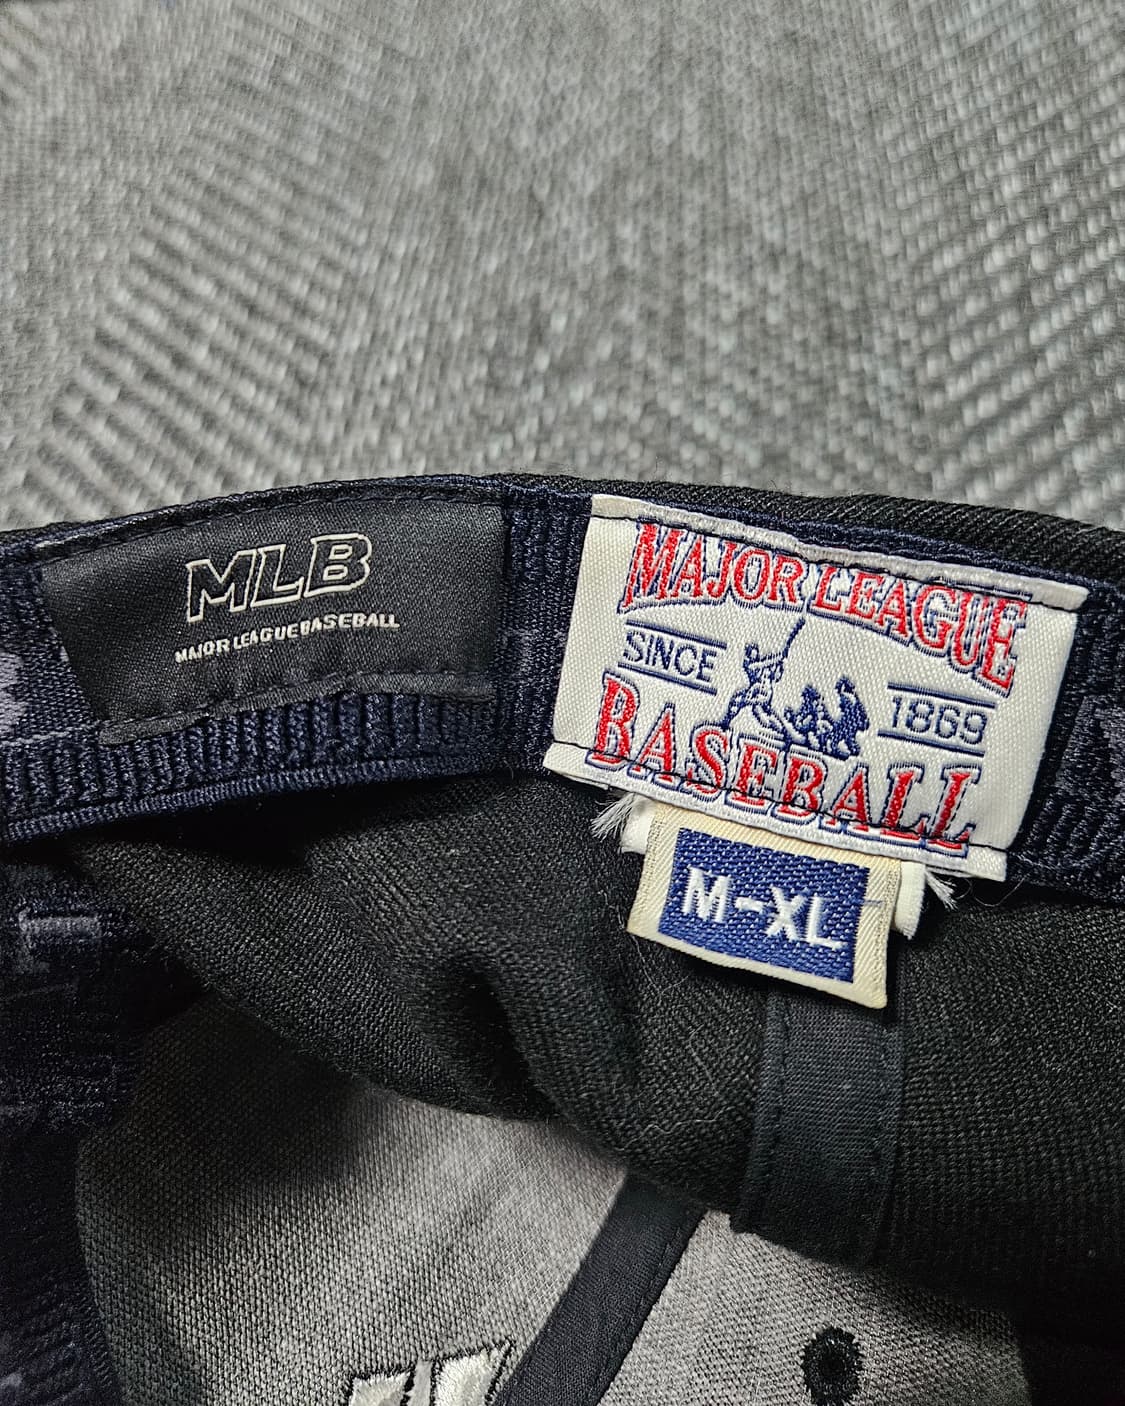 MLB
MAJOR LEAGUE BASEBALL
MAJOR LEAGUE
SINCE
1869
BASEBALL
M-XL